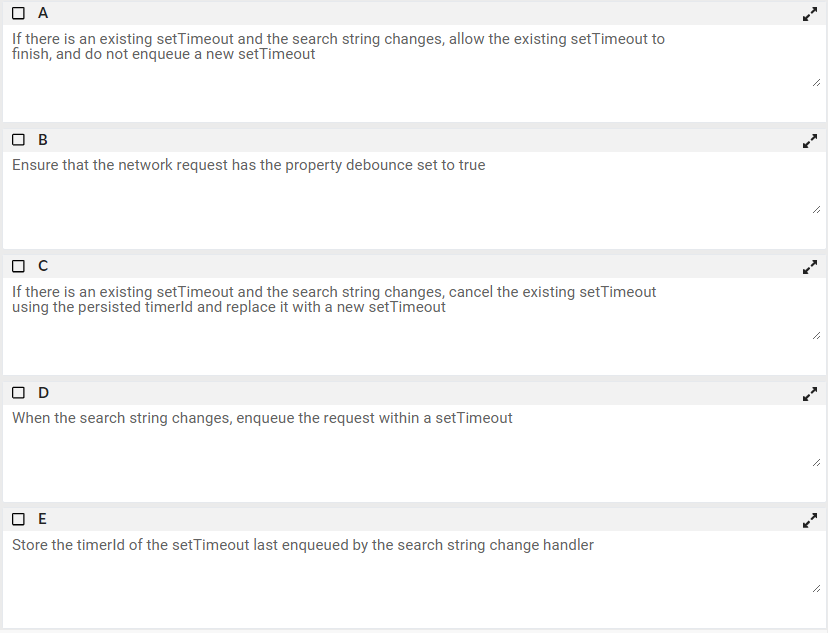 A
If there is an existing setTimeout and the search string changes, allow the existing setTimeout to
finish, and do not enqueue a new setTimeout
B
Ensure that the network request has the property debounce set to true
C
If there is an existing setTimeout and the search string changes, cancel the existing setTimeout
using the persisted timerId and replace it with a new setTimeout
D
When the search string changes, enqueue the request within a setTimeout
E
Store the timerId of the setTimeout last enqueued by the search string change handler